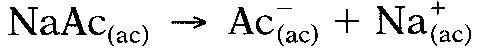 NaAc(ac) → Ac⁻(ac) + Na⁺(ac)